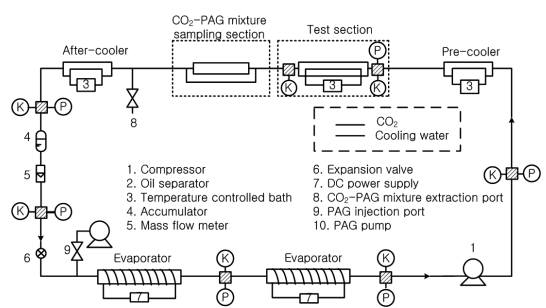 CO₂-PAG mixture
sampling section
Test section
After-cooler
Pre-cooler
P
3
3
K
K
3
K
P
8
CO₂
Cooling water
4
5
K
P
K
P
1. Compressor
2. Oil separator
3. Temperature controlled bath
4. Accumulator
5. Mass flow meter
6. Expansion valve
7. DC power supply
8. CO₂-PAG mixture extraction port
9. PAG injection port
10. PAG pump
6
9
Evaporator
K
Evaporator
K
1
7
P
7
P